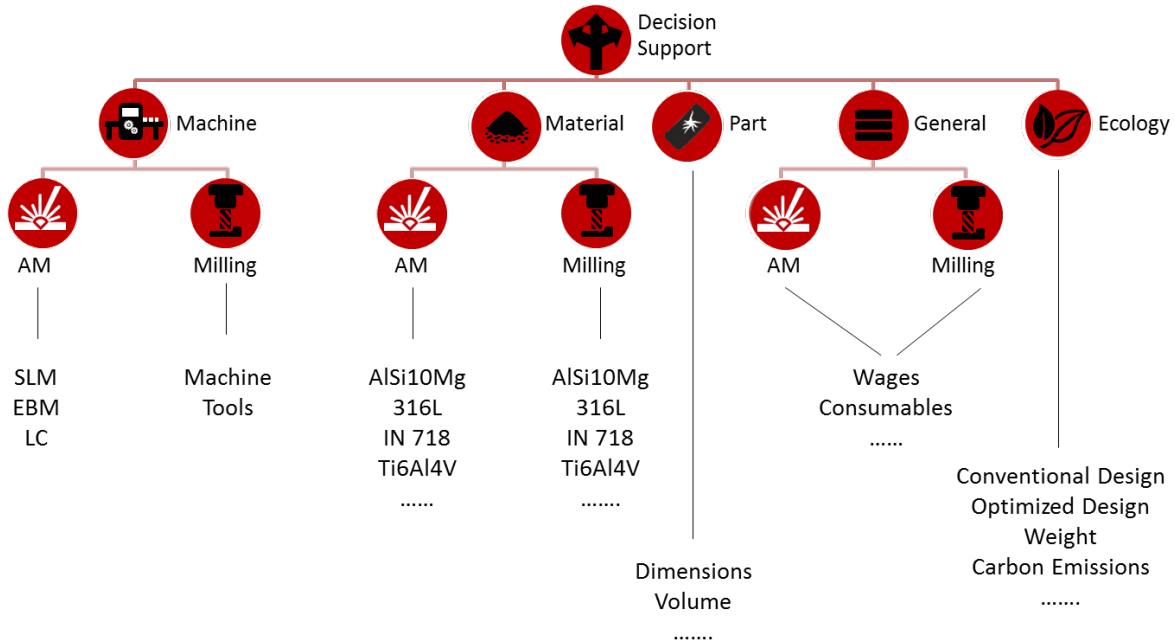 Decision
Support
Machine
Material
Part
General
Ecology
AM
Milling
AM
Milling
AM
Milling
SLM
EBM
LC
Machine
Tools
AlSi10Mg
316L
IN 718
Ti6Al4V
......
AlSi10Mg
316L
IN 718
Ti6Al4V
.......
Wages
Consumables
......
Conventional Design
Optimized Design
Weight
Carbon Emissions
.......
Dimensions
Volume
.......